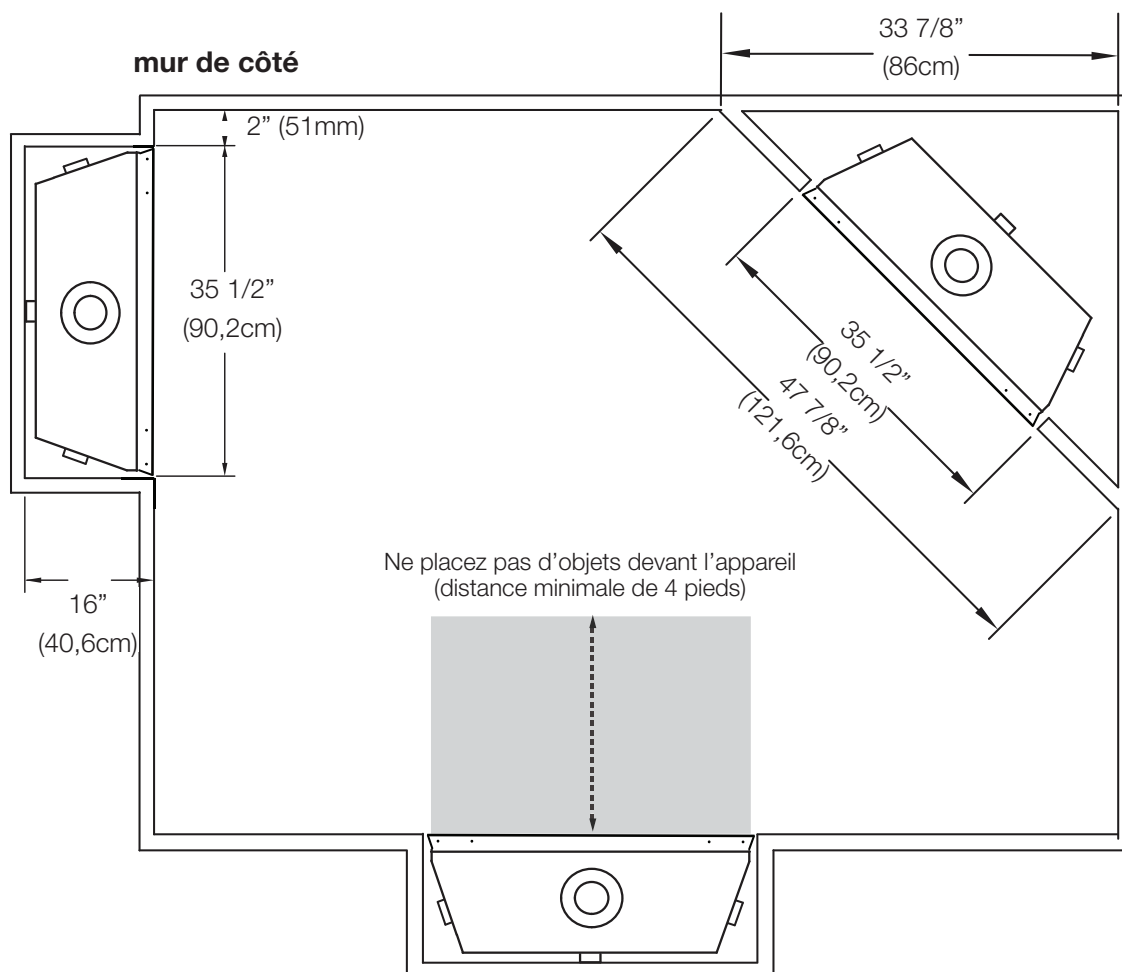 33 7/8”
(86cm)
mur de côté
2” (51mm)
35 1/2”
(90,2cm)
35 1/2”
(90,2cm)
47 7/8”
(121,6cm)
Ne placez pas d’objets devant l’appareil
(distance minimale de 4 pieds)
16”
(40,6cm)